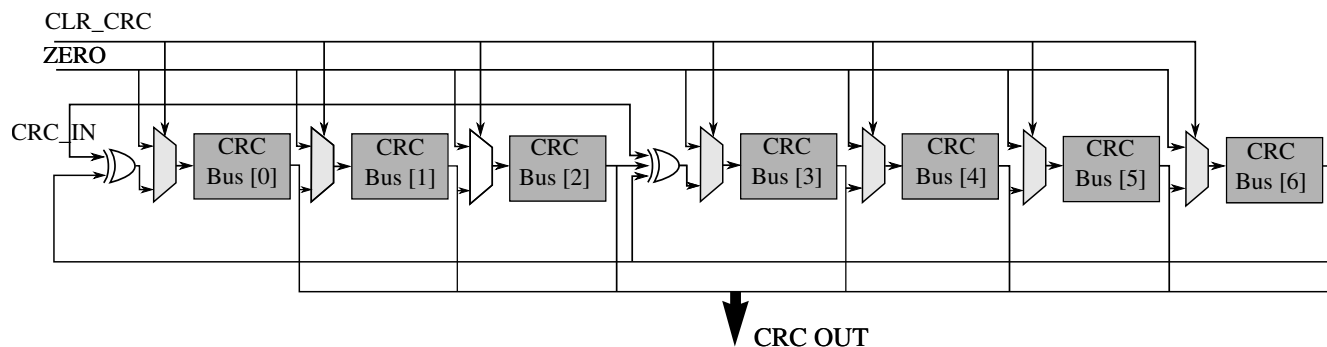 CLR_CRC
ZERO
CRC_IN
CRC
Bus [0]
CRC
Bus [1]
CRC
Bus [2]
CRC
Bus [3]
CRC
Bus [4]
CRC
Bus [5]
CRC
Bus [6]
CRC OUT